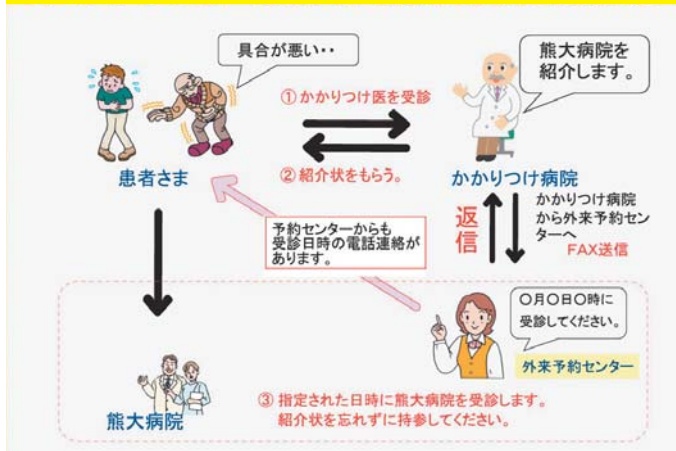 具合が悪い・・
熊大病院を
紹介します。
①かかりつけ医を受診
②紹介状をもらう。
患者さま
かかりつけ病院
予約センターからも
受診日時の電話連絡が
あります。
返信
かかりつけ病院
から外来予約セン
ターへ
FAX送信
〇月〇日〇時に
受診してください。
外来予約センター
熊大病院
③ 指定された日時に熊大病院を受診します。
紹介状を忘れずに持参してください。